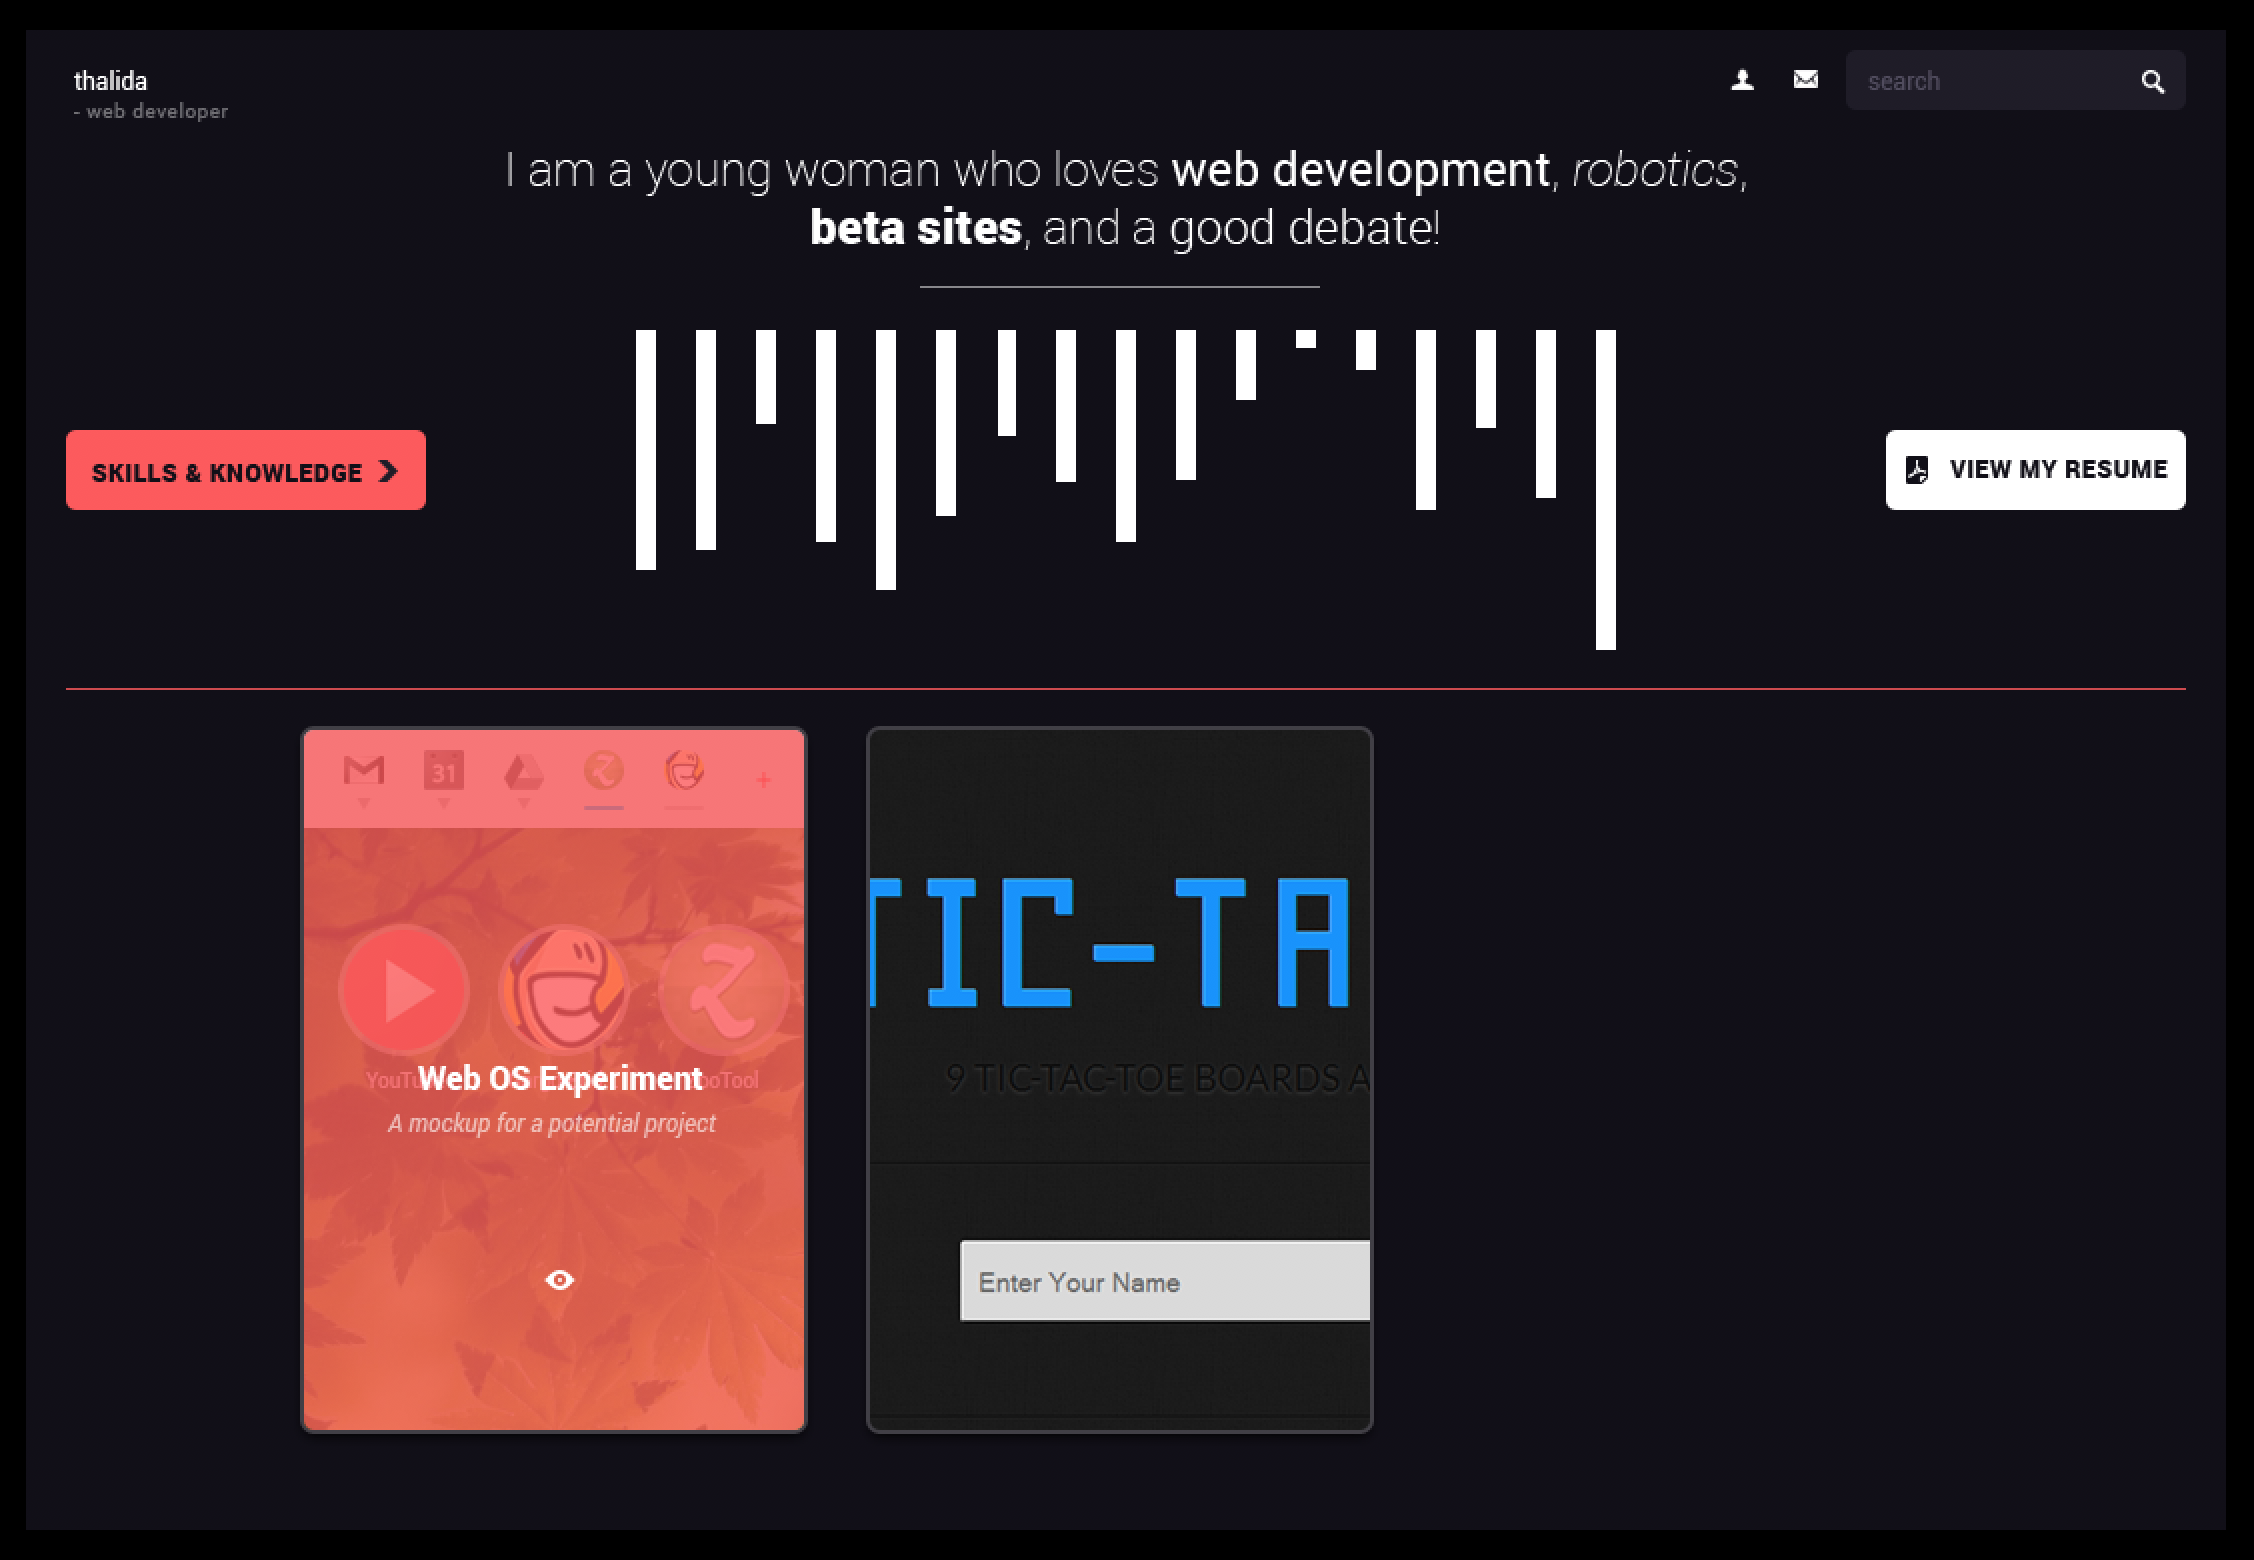 thalida
- web developer
search
I am a young woman who loves web development, robotics,
beta sites, and a good debate!
SKILLS & KNOWLEDGE
VIEW MY RESUME
31
Web OS Experiment
A mockup for a potential project
TIC-TA
9 TIC-TAC-TOE BOARDS A
Enter Your Name